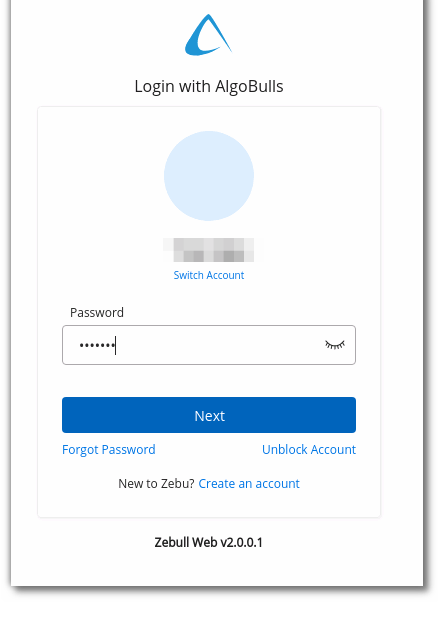 Login with AlgoBulls
Switch Account
Password
•••••••
Next
Forgot Password Unblock Account
New to Zebu? Create an account
Zebull Web v2.0.0.1